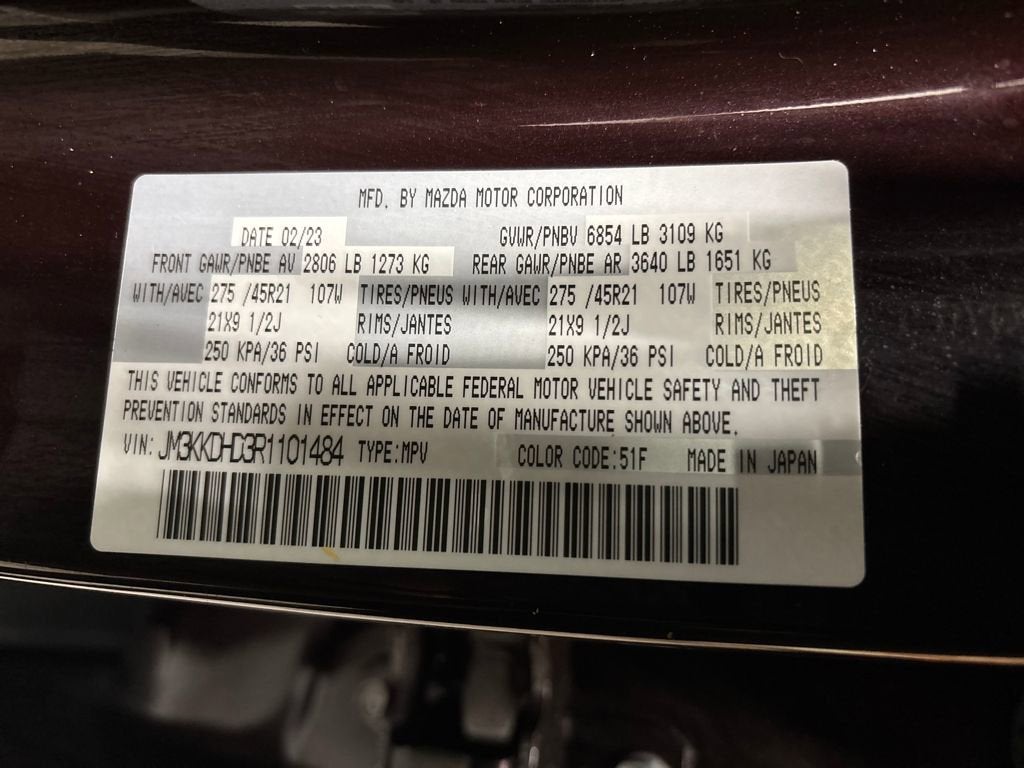 MFD. BY MAZDA MOTOR CORPORATION
DATE 02/23 GVWR/PNBV 6854 LB 3109 KG
FRONT GAWR/PNBE AV 2806 LB 1273 KG REAR GAWR/PNBE AR 3640 LB 1651 KG
WITH/AVEC 275 /45R21 107W TIRES/PNEUS WITH/AVEC 275 /45R21 107W TIRES/PNEUS
21X9 1/2J RIMS/JANTES 21X9 1/2J RIMS/JANTES
250 KPA/36 PSI COLD/A FROID 250 KPA/36 PSI COLD/A FROID
THIS VEHICLE CONFORMS TO ALL APPLICABLE FEDERAL MOTOR VEHICLE SAFETY AND THEFT
PREVENTION STANDARDS IN EFFECT ON THE DATE OF MANUFACTURE SHOWN ABOVE.
VIN: JM3KKDHD3R1101484 TYPE:MPV COLOR CODE:51F MADE IN JAPAN